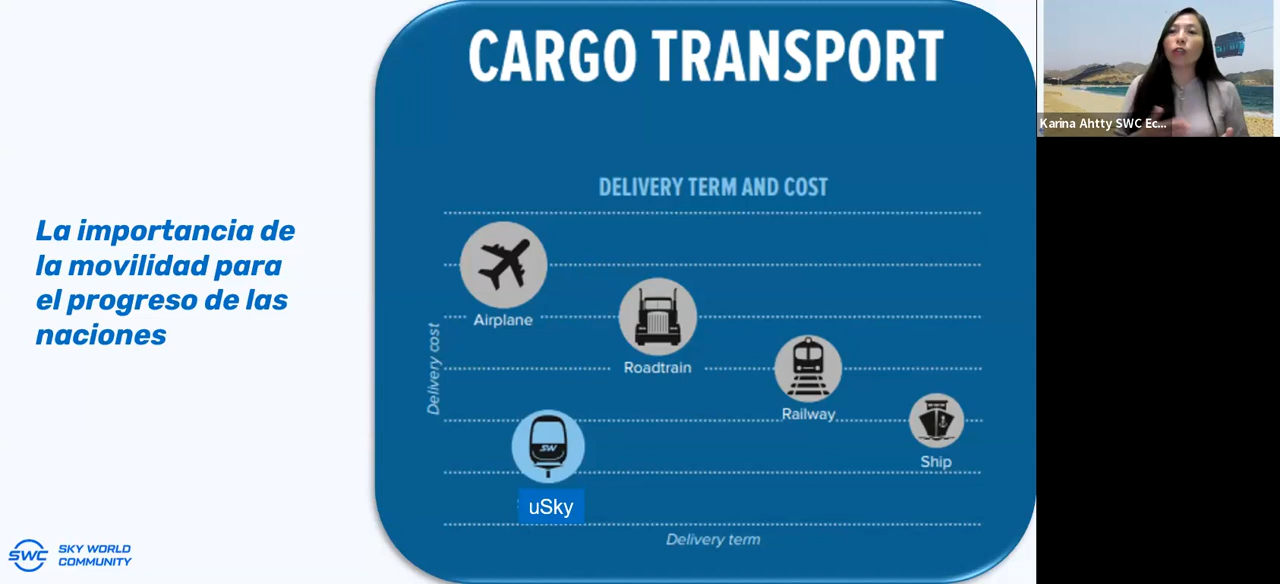 CARGO TRANSPORT
DELIVERY TERM AND COST
La importancia de
la movilidad para
el progreso de las
naciones
Airplane
Roadtrain
Railway
Ship
Delivery cost
SW
uSky
Delivery term
SWC SKY WORLD
COMMUNITY
Karina Ahtty SWC Ec...